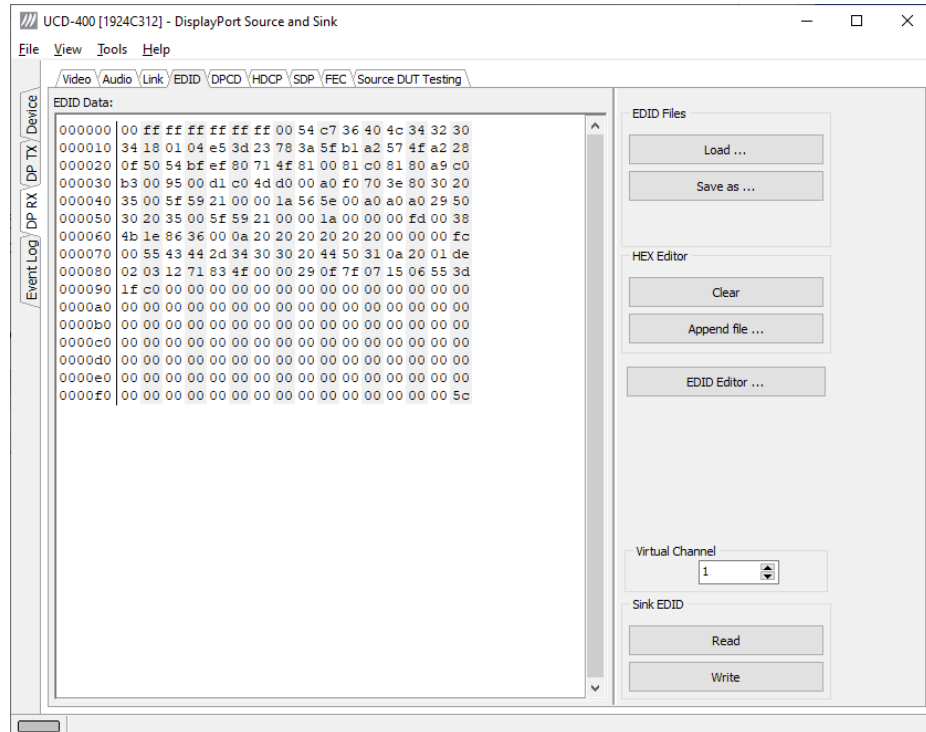 UCD-400 [1924C312] - DisplayPort Source and Sink
File View Tools Help
Video Audio Link EDID DPCD HDCP SDP FEC Source DUT Testing
Device
DP TX
DP RX
Event Log
EDID Data:
000000 00 ff ff ff ff ff ff 00 54 c7 36 40 4c 34 32 30
000010 34 18 01 04 e5 3d 23 78 3a 5f b1 a2 57 4f a2 28
000020 0f 50 54 bf ef 80 71 4f 81 00 81 c0 81 80 a9 c0
000030 b3 00 95 00 d1 c0 4d d0 00 a0 f0 70 3e 80 30 20
000040 35 00 5f 59 21 00 00 1a 56 5e 00 a0 a0 a0 29 50
000050 30 20 35 00 5f 59 21 00 00 1a 00 00 00 fd 00 38
000060 4b 1e 86 36 00 0a 20 20 20 20 20 20 00 00 00 fc
000070 00 55 43 44 2d 34 30 30 20 44 50 31 0a 20 01 de
000080 02 03 12 71 83 4f 00 00 29 0f 7f 07 15 06 55 3d
000090 1f c0 00 00 00 00 00 00 00 00 00 00 00 00 00 00
0000a0 00 00 00 00 00 00 00 00 00 00 00 00 00 00 00 00
0000b0 00 00 00 00 00 00 00 00 00 00 00 00 00 00 00 00
0000c0 00 00 00 00 00 00 00 00 00 00 00 00 00 00 00 00
0000d0 00 00 00 00 00 00 00 00 00 00 00 00 00 00 00 00
0000e0 00 00 00 00 00 00 00 00 00 00 00 00 00 00 00 00
0000f0 00 00 00 00 00 00 00 00 00 00 00 00 00 00 00 5c
EDID Files
Load ...
Save as ...
HEX Editor
Clear
Append file ...
EDID Editor ...
Virtual Channel
1
Sink EDID
Read
Write